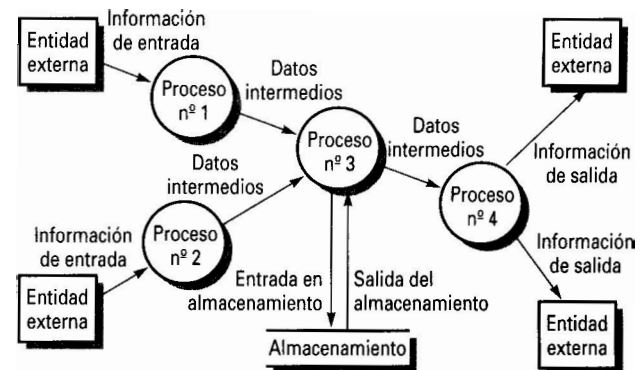 Entidad
externa
Información
de entrada
Proceso
nº 1
Datos
intermedios
Proceso
nº 3
Datos
intermedios
Entidad
externa
Información
de salida
Datos
intermedios
Información
de entrada
Proceso
nº 2
Proceso
nº 4
Información
de salida
Entidad
externa
Entrada en
almacenamiento
Salida del
almacenamiento
Almacenamiento
Entidad
externa